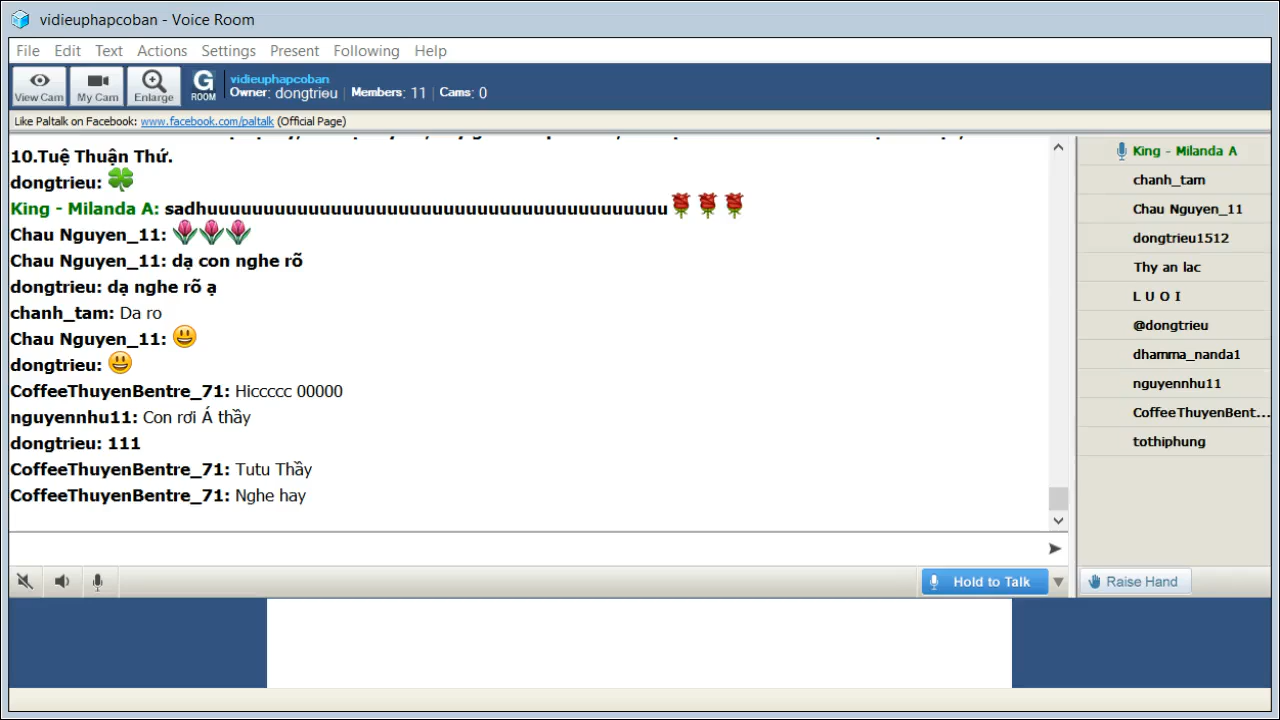 vidieuphapcoban - Voice Room
File Edit Text Actions Settings Present Following Help
View Cam My Cam Enlarge G ROOM vidieuphapcoban
Owner: dongtrieu | Members: 11 | Cams: 0
Like Paltalk on Facebook: www.facebook.com/paltalk (Official Page)
10.Tuệ Thuận Thứ.
dongtrieu:
King - Milanda A: sadhuuuuuuuuuuuuuuuuuuuuuuuuuuuuuuuuuuuuuuuuu
Chau Nguyen_11:
Chau Nguyen_11: dạ con nghe rõ
dongtrieu: dạ nghe rõ ạ
chanh_tam: Da ro
Chau Nguyen_11:
dongtrieu:
CoffeeThuyenBentre_71: Hiccccc 00000
nguyennhu11: Con rơi Á thầy
dongtrieu: 111
CoffeeThuyenBentre_71: Tutu Thầy
CoffeeThuyenBentre_71: Nghe hay
King - Milanda A
chanh_tam
Chau Nguyen_11
dongtrieu1512
Thy an lac
L U O I
@dongtrieu
dhamma_nanda1
nguyennhu11
CoffeeThuyenBent...
tothiphung
Hold to Talk
Raise Hand